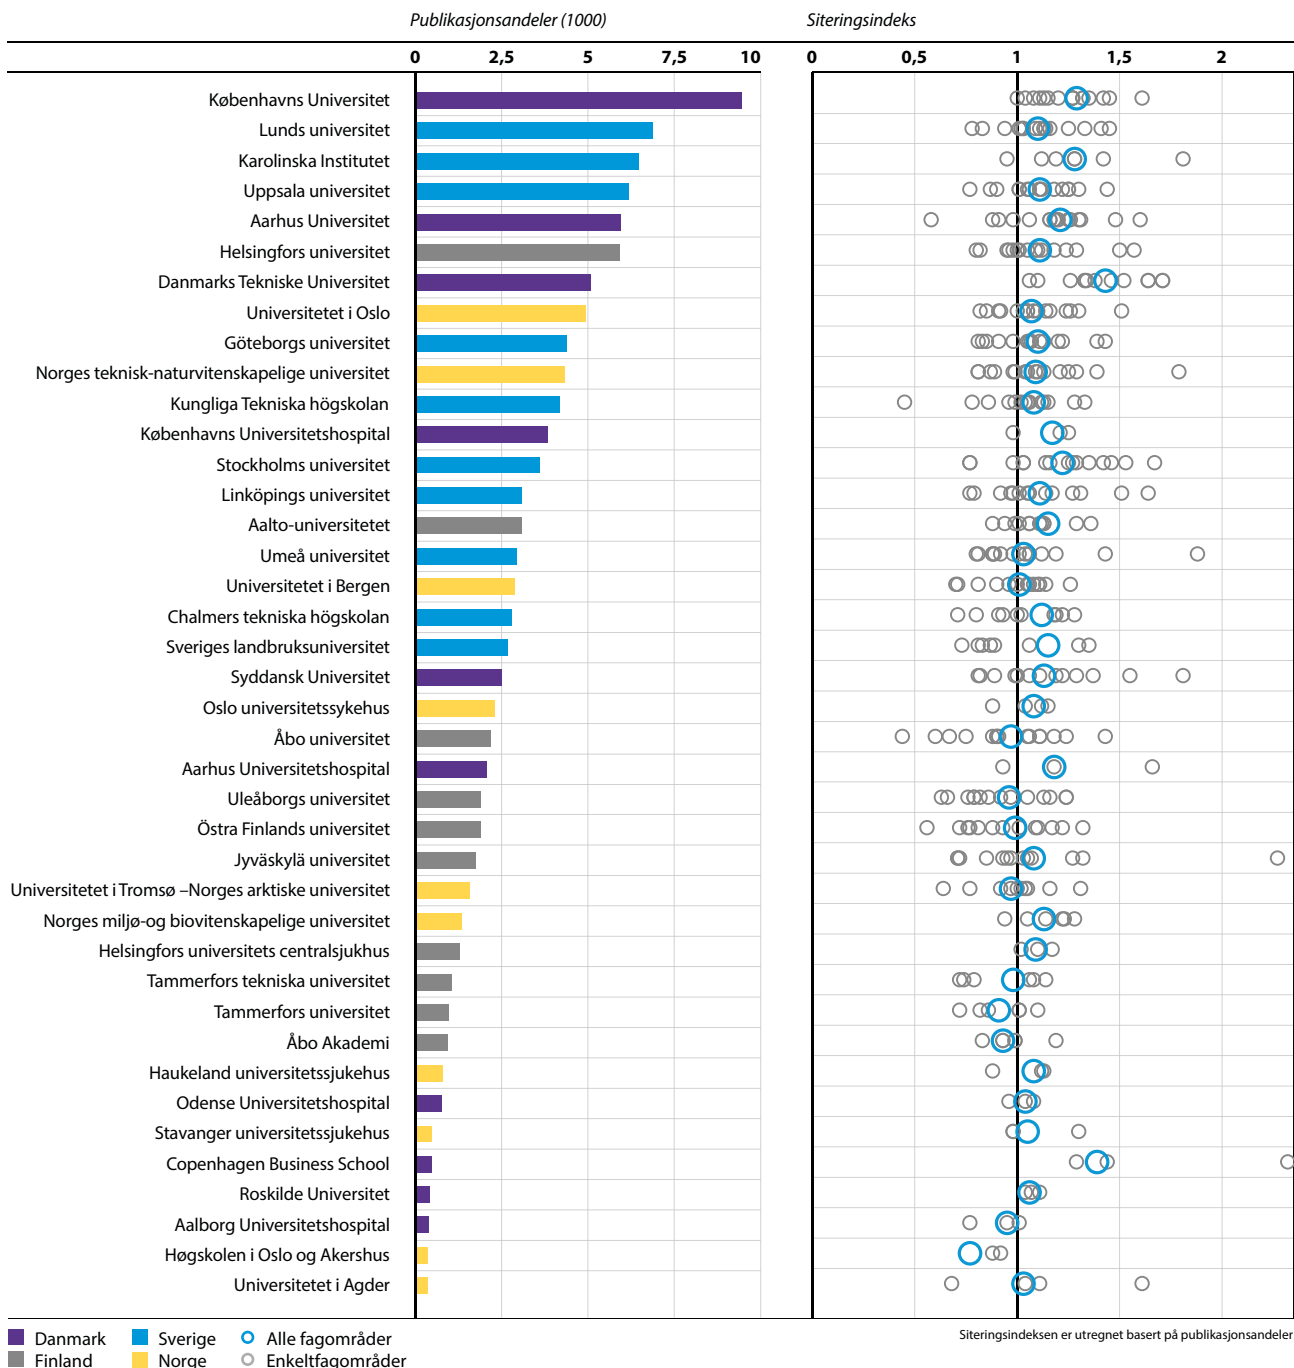 Publikasjonsandeler (1000) Siteringsindeks
0 2,5 5 7,5 10 0 0,5 1 1,5 2
Københavns Universitet
Lunds universitet
Karolinska Institutet
Uppsala universitet
Aarhus Universitet
Helsingfors universitet
Danmarks Tekniske Universitet
Universitetet i Oslo
Göteborgs universitet
Norges teknisk-naturvitenskapelige universitet
Kungliga Tekniska högskolan
Københavns Universitetshospital
Stockholms universitet
Linköpings universitet
Aalto-universitetet
Umeå universitet
Universitetet i Bergen
Chalmers tekniska högskolan
Sveriges landbruksuniversitet
Syddansk Universitet
Oslo universitetssykehus
Åbo universitet
Aarhus Universitetshospital
Uleåborgs universitet
Östra Finlands universitet
Jyväskylä universitet
Universitetet i Tromsø –Norges arktiske universitet
Norges miljø-og biovitenskapelige universitet
Helsingfors universitets centralsjukhus
Tammerfors tekniska universitet
Tammerfors universitet
Åbo Akademi
Haukeland universitetssjukehus
Odense Universitetshospital
Stavanger universitetssjukehus
Copenhagen Business School
Roskilde Universitet
Aalborg Universitetshospital
Høgskolen i Oslo og Akershus
Universitetet i Agder
Danmark Sverige Alle fagområder
Finland Norge Enkeltfagområder
Siteringsindeksen er utregnet basert på publikasjonsandeler